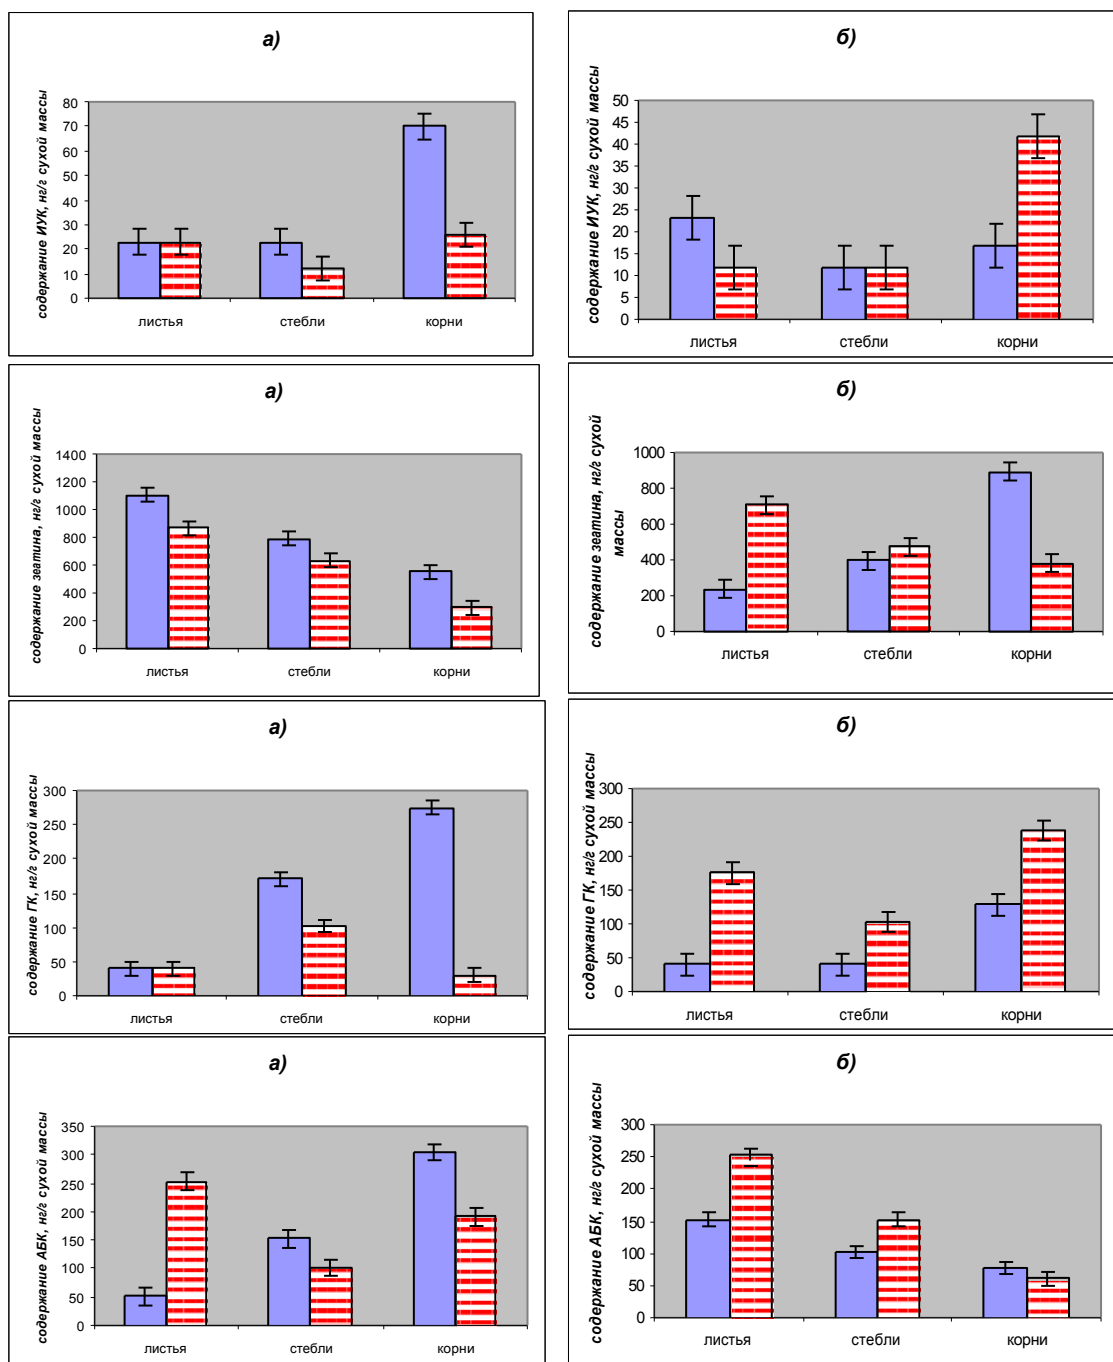 а)
содержание ИУК, нг/г сухой массы
80
70
60
50
40
30
20
10
0
листья стебли корни
б)
содержание ИУК, нг/г сухой массы
50
45
40
35
30
25
20
15
10
5
0
листья стебли корни
а)
содержание зеатина, нг/г сухой массы
1400
1200
1000
800
600
400
200
0
листья стебли корни
б)
содержание зеатина, нг/г сухой
массы
1000
800
600
400
200
0
листья стебли корни
а)
содержание ГК, нг/г сухой массы
300
250
200
150
100
50
0
листья стебли корни
б)
содержание ГК, нг/г сухой массы
300
250
200
150
100
50
0
листья стебли корни
а)
содержание АБК, нг/г сухой массы
350
300
250
200
150
100
50
0
листья стебли корни
б)
содержание АБК, нг/г сухой массы
300
250
200
150
100
50
0
листья стебли корни